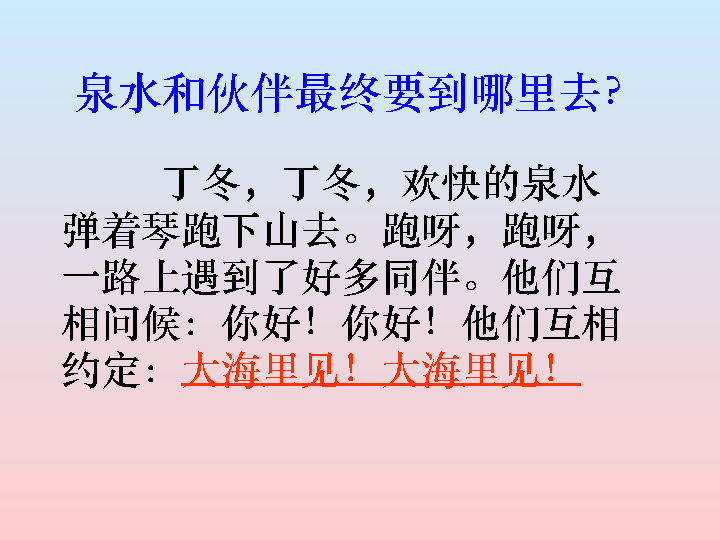 泉水和伙伴最终要到哪里去？
丁冬，丁冬，欢快的泉水
弹着琴跑下山去。跑呀，跑呀，
一路上遇到了好多同伴。他们互
相问候：你好！你好！他们互相
约定：大海里见！大海里见！